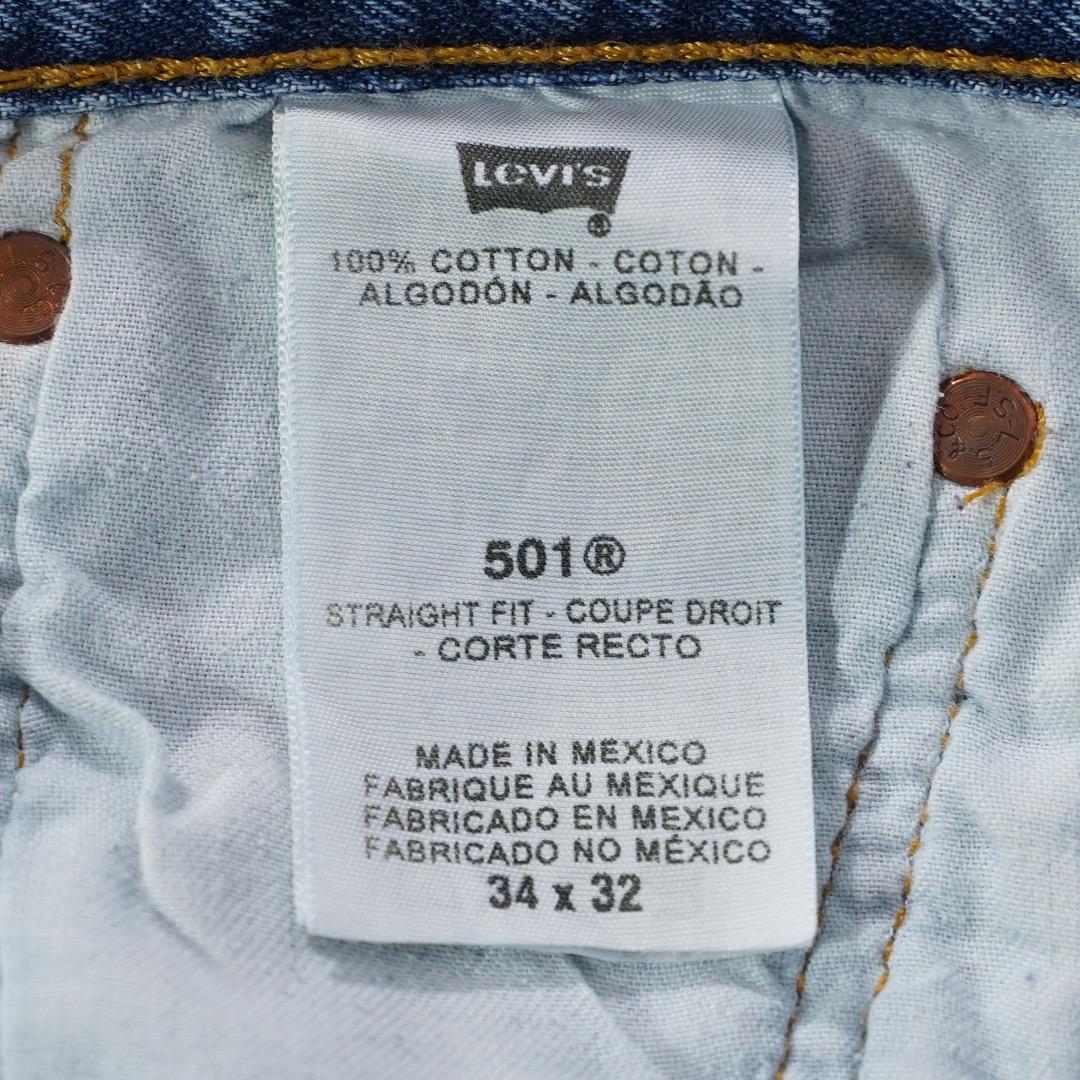 Levi's
®
100% COTTON - COTON -
ALGODÓN - ALGODÃO
501®
STRAIGHT FIT - COUPE DROIT
- CORTE RECTO
MADE IN MEXICO
FABRIQUE AU MEXIQUE
FABRICADO EN MEXICO
FABRICADO NO MÉXICO
34 x 32